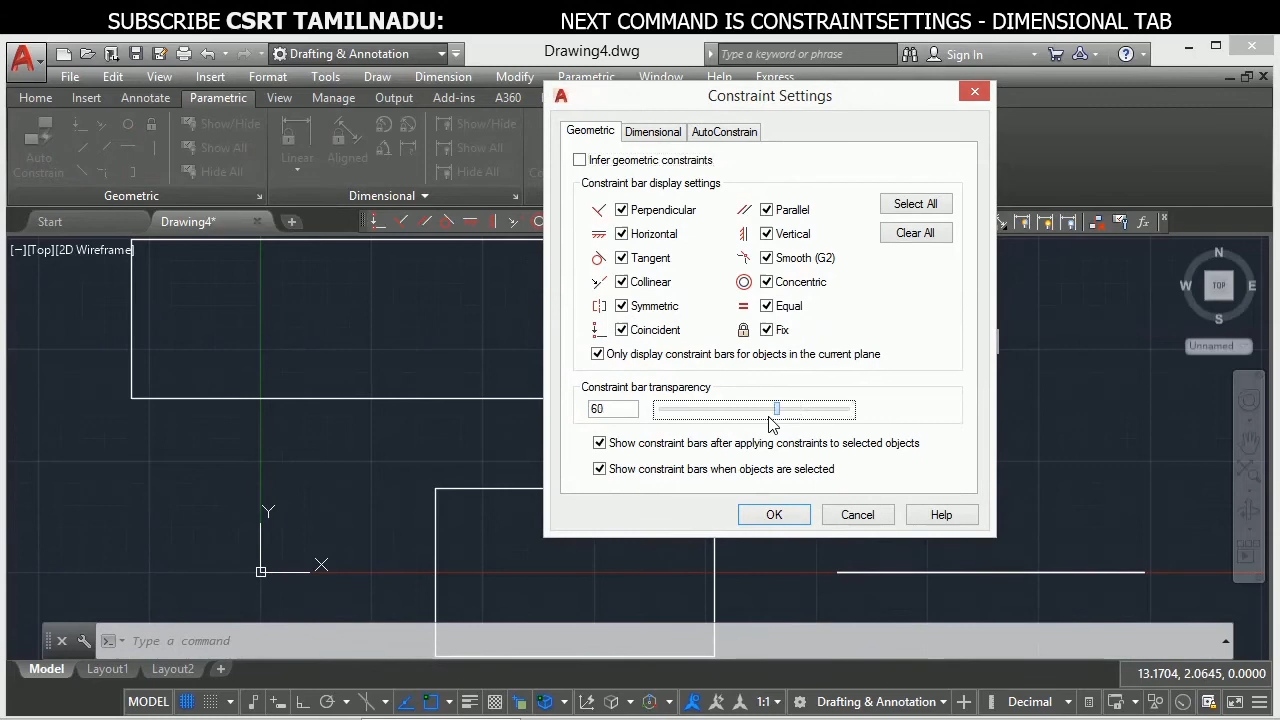 SUBSCRIBE CSRT TAMILNADU: NEXT COMMAND IS CONSTRAINTSETTINGS - DIMENSIONAL TAB
Drafting & Annotation Drawing4.dwg Type a keyword or phrase Sign In
File Edit View Insert Format Tools Draw Dimension Modify Parametric Window Help Express
Home Insert Annotate Parametric View Manage Output Add-ins A360
Constraint Settings
Auto
Constrain
Show/Hide
Show All
Hide All
Linear
Aligned
Show/Hide
Show All
Hide All
Geometric
Dimensional
Start
Drawing4*
[−][Top][2D Wireframe]
Geometric Dimensional AutoConstrain
Infer geometric constraints
Constraint bar display settings
Perpendicular Parallel Select All
Horizontal Vertical Clear All
Tangent Smooth (G2)
Collinear Concentric
Symmetric Equal
Coincident Fix
Only display constraint bars for objects in the current plane
Constraint bar transparency
60
Show constraint bars after applying constraints to selected objects
Show constraint bars when objects are selected
OK Cancel Help
N
W TOP E
S
Unnamed
Y
X
Type a command
Model Layout1 Layout2
13.1704, 2.0645, 0.0000
MODEL 1:1 Drafting & Annotation Decimal